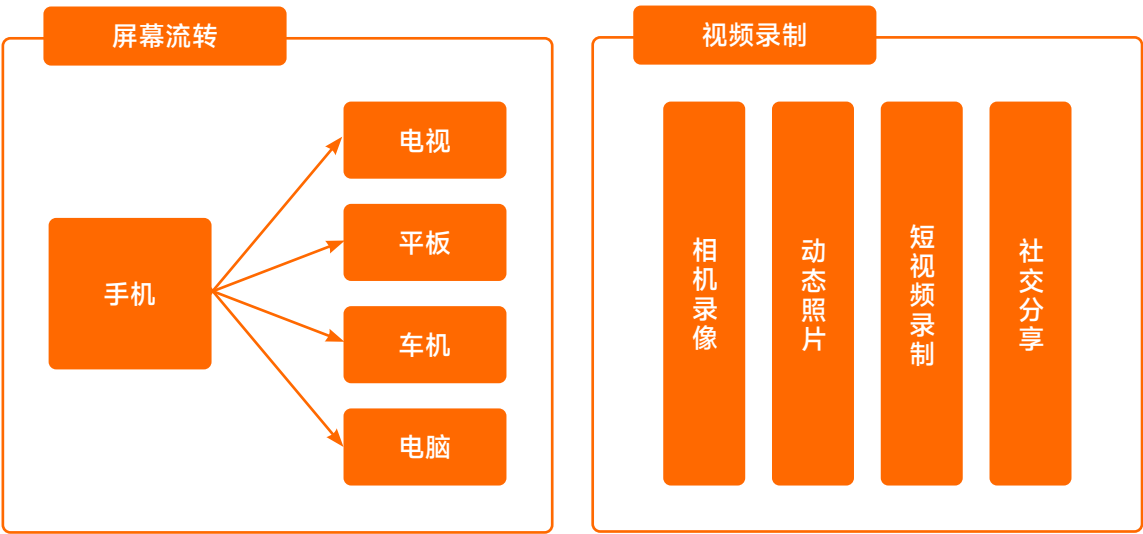 屏幕流转
手机
电视
平板
车机
电脑
视频录制
相机录像
动态照片
短视频录制
社交分享